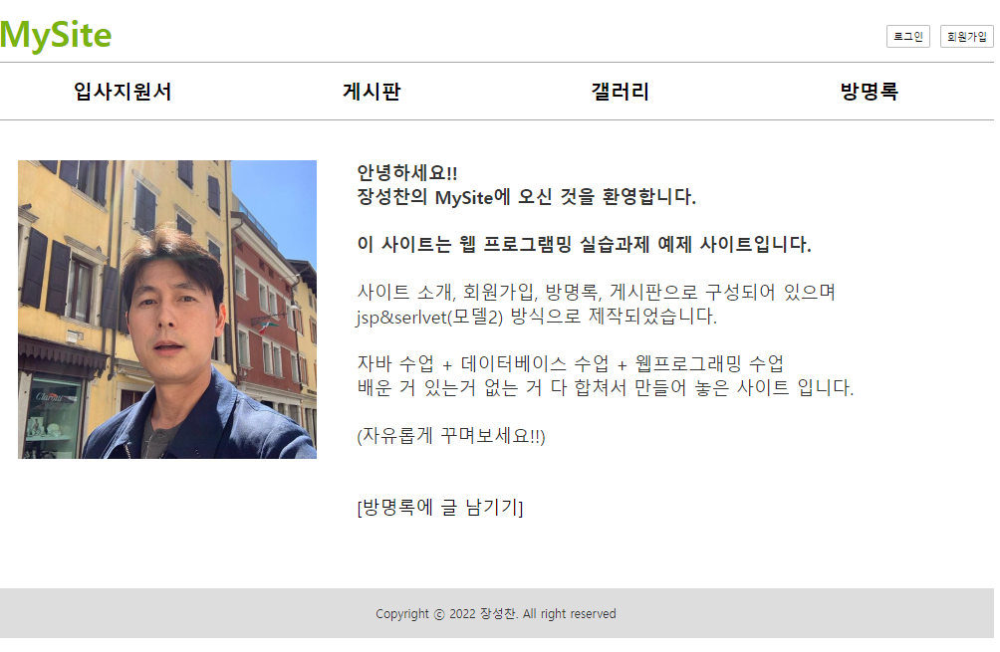 MySite
로그인 회원가입
입사지원서 게시판 갤러리 방명록
안녕하세요!!
장성찬의 MySite에 오신 것을 환영합니다.
이 사이트는 웹 프로그램밍 실습과제 예제 사이트입니다.
사이트 소개, 회원가입, 방명록, 게시판으로 구성되어 있으며
jsp&serlvet(모델2) 방식으로 제작되었습니다.
자바 수업 + 데이터베이스 수업 + 웹프로그래밍 수업
배운 거 있는거 없는 거 다 합쳐서 만들어 놓은 사이트 입니다.
(자유롭게 꾸며보세요!!)
[방명록에 글 남기기]
Copyright ⓒ 2022 장성찬. All right reserved